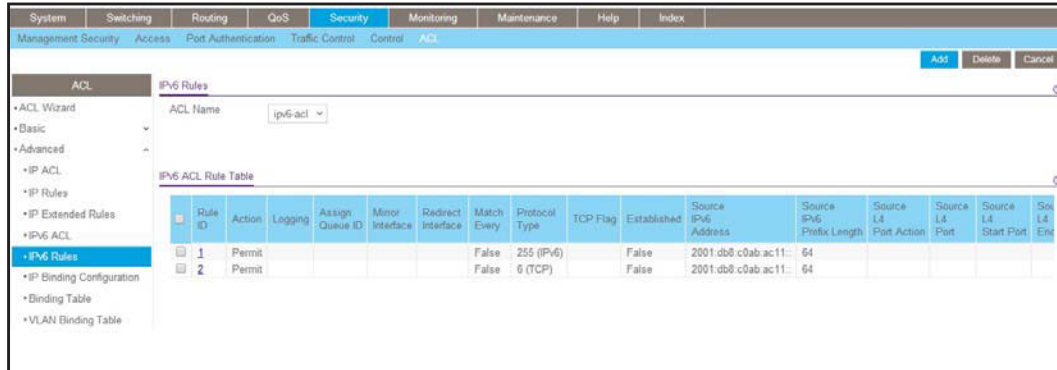 System Switching Routing QoS Security Monitoring Maintenance Help Index
Management Security Access Port Authentication Traffic Control Control ACL
Add Delete Cancel
ACL
IPv6 Rules
ACL Wizard
ACL Name ipv6-acl
Basic
Advanced
IP ACL
IPv6 ACL Rule Table
IP Rules
IP Extended Rules
IPv6 ACL
IPv6 Rules
IP Binding Configuration
Binding Table
VLAN Binding Table
Rule ID Action Logging Assign Queue ID Mirror Interface Redirect Interface Match Every Protocol Type TCP Flag Established Source IPv6 Address Source IPv6 Prefix Length Source L4 Port Action Source L4 Port Source L4 Start Port
1 Permit False 255 (IPv6) False 2001:db8:c0ab:ac11:: 64
2 Permit False 6 (TCP) False 2001:db8:c0ab:ac11:: 64